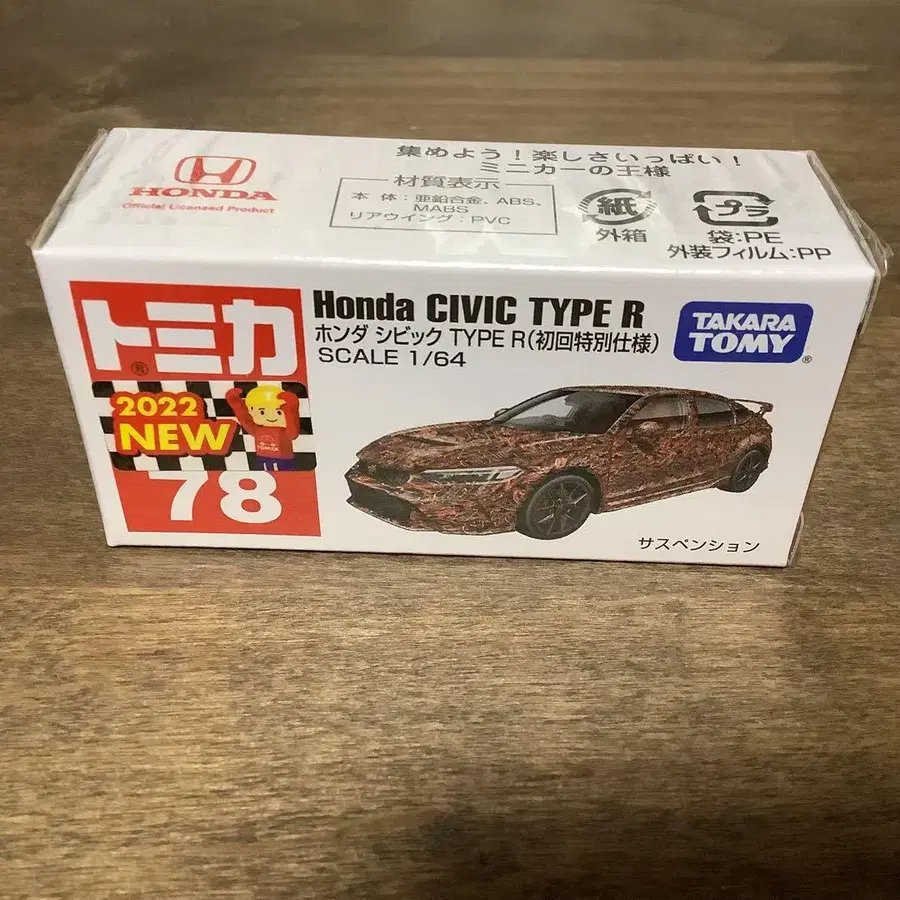 集めよう!楽しさいっぱい!
ミニカーの王様
HONDA
Official Licensed Product
材質表示
本 体:亜鉛合金、ABS、
MABS
リアウイング:PVC
紙
外箱
プラ
袋:PE
外装フィルム:PP
トミカ
®
2022
NEW
78
Honda CIVIC TYPE R
ホンダ シビック TYPE R(初回特別仕様)
SCALE 1/64
TAKARA
TOMY
®
サスペンション